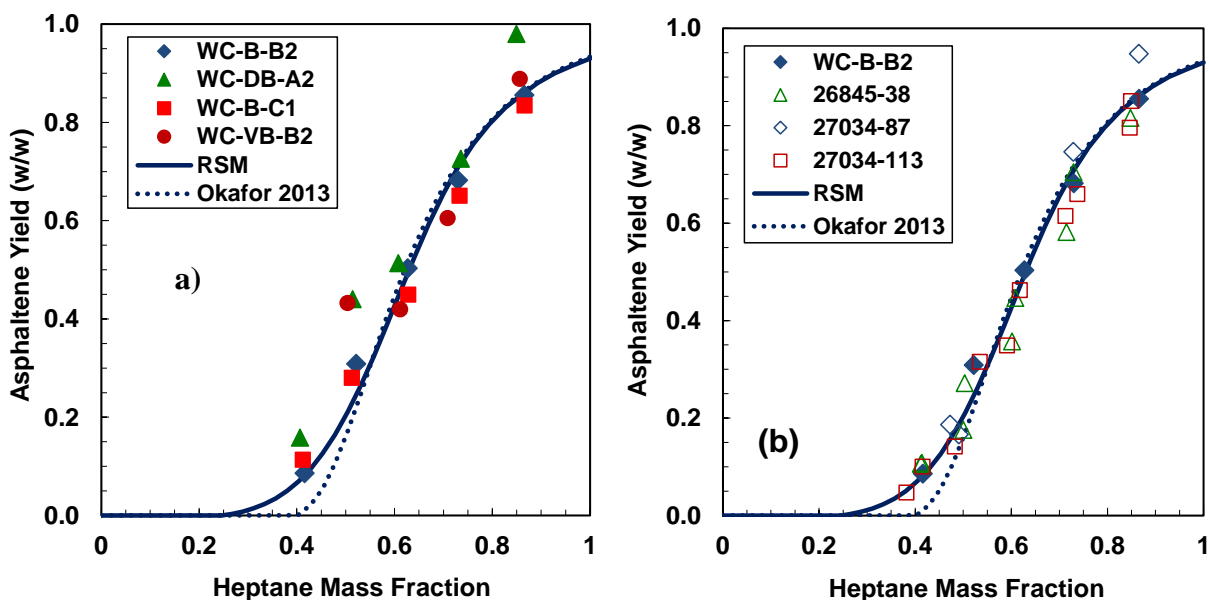 1.0
0.8
0.6
0.4
0.2
0.0
Asphaltene Yield (w/w)
WC-B-B2
WC-DB-A2
WC-B-C1
WC-VB-B2
RSM
Okafor 2013
a)
0 0.2 0.4 0.6 0.8 1
Heptane Mass Fraction
1.0
0.8
0.6
0.4
0.2
0.0
Asphaltene Yield (w/w)
WC-B-B2
26845-38
27034-87
27034-113
RSM
Okafor 2013
(b)
0 0.2 0.4 0.6 0.8 1
Heptane Mass Fraction